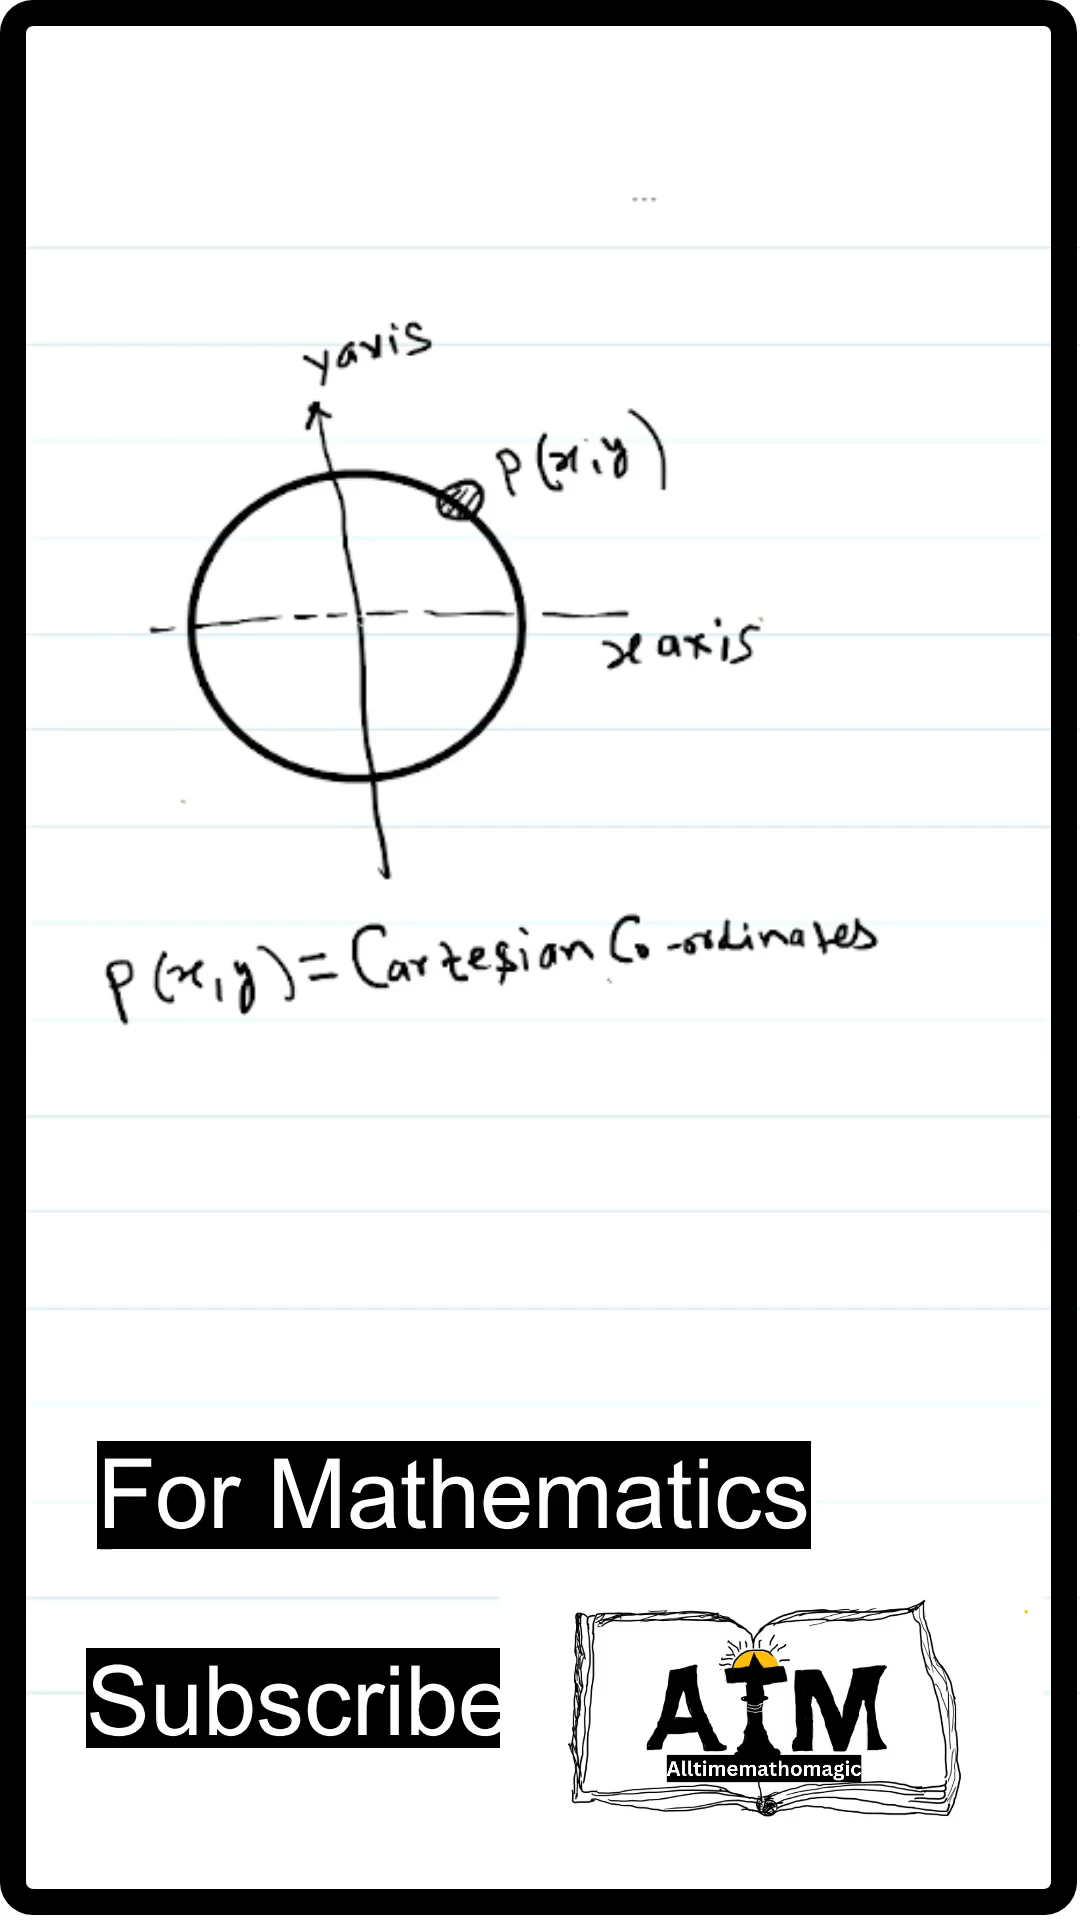 y axis
P(x,y)
x axis
P(x,y) = Cartesian Co-ordinates
For Mathematics
Subscribe
ATM
Alltimemathomagic